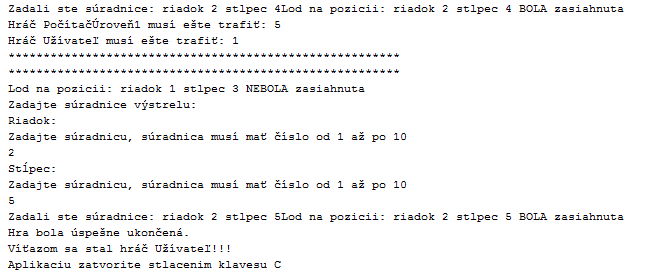 Zadali ste súradnice: riadok 2 stlpec 4Lod na pozicii: riadok 2 stlpec 4 BOLA zasiahnuta
Hráč PočítačÚroveň1 musí ešte trafiť: 5
Hráč Užívateľ musí ešte trafiť: 1
********************************************************
********************************************************
Lod na pozicii: riadok 1 stlpec 3 NEBOLA zasiahnuta
Zadajte súradnice výstrelu:
Riadok:
Zadajte súradnicu, súradnica musí mať číslo od 1 až po 10
2
Stĺpec:
Zadajte súradnicu, súradnica musí mať číslo od 1 až po 10
5
Zadali ste súradnice: riadok 2 stlpec 5Lod na pozicii: riadok 2 stlpec 5 BOLA zasiahnuta
Hra bola úspešne ukončená.
Víťazom sa stal hráč Užívateľ!!!
Aplikaciu zatvorite stlacenim klavesu C